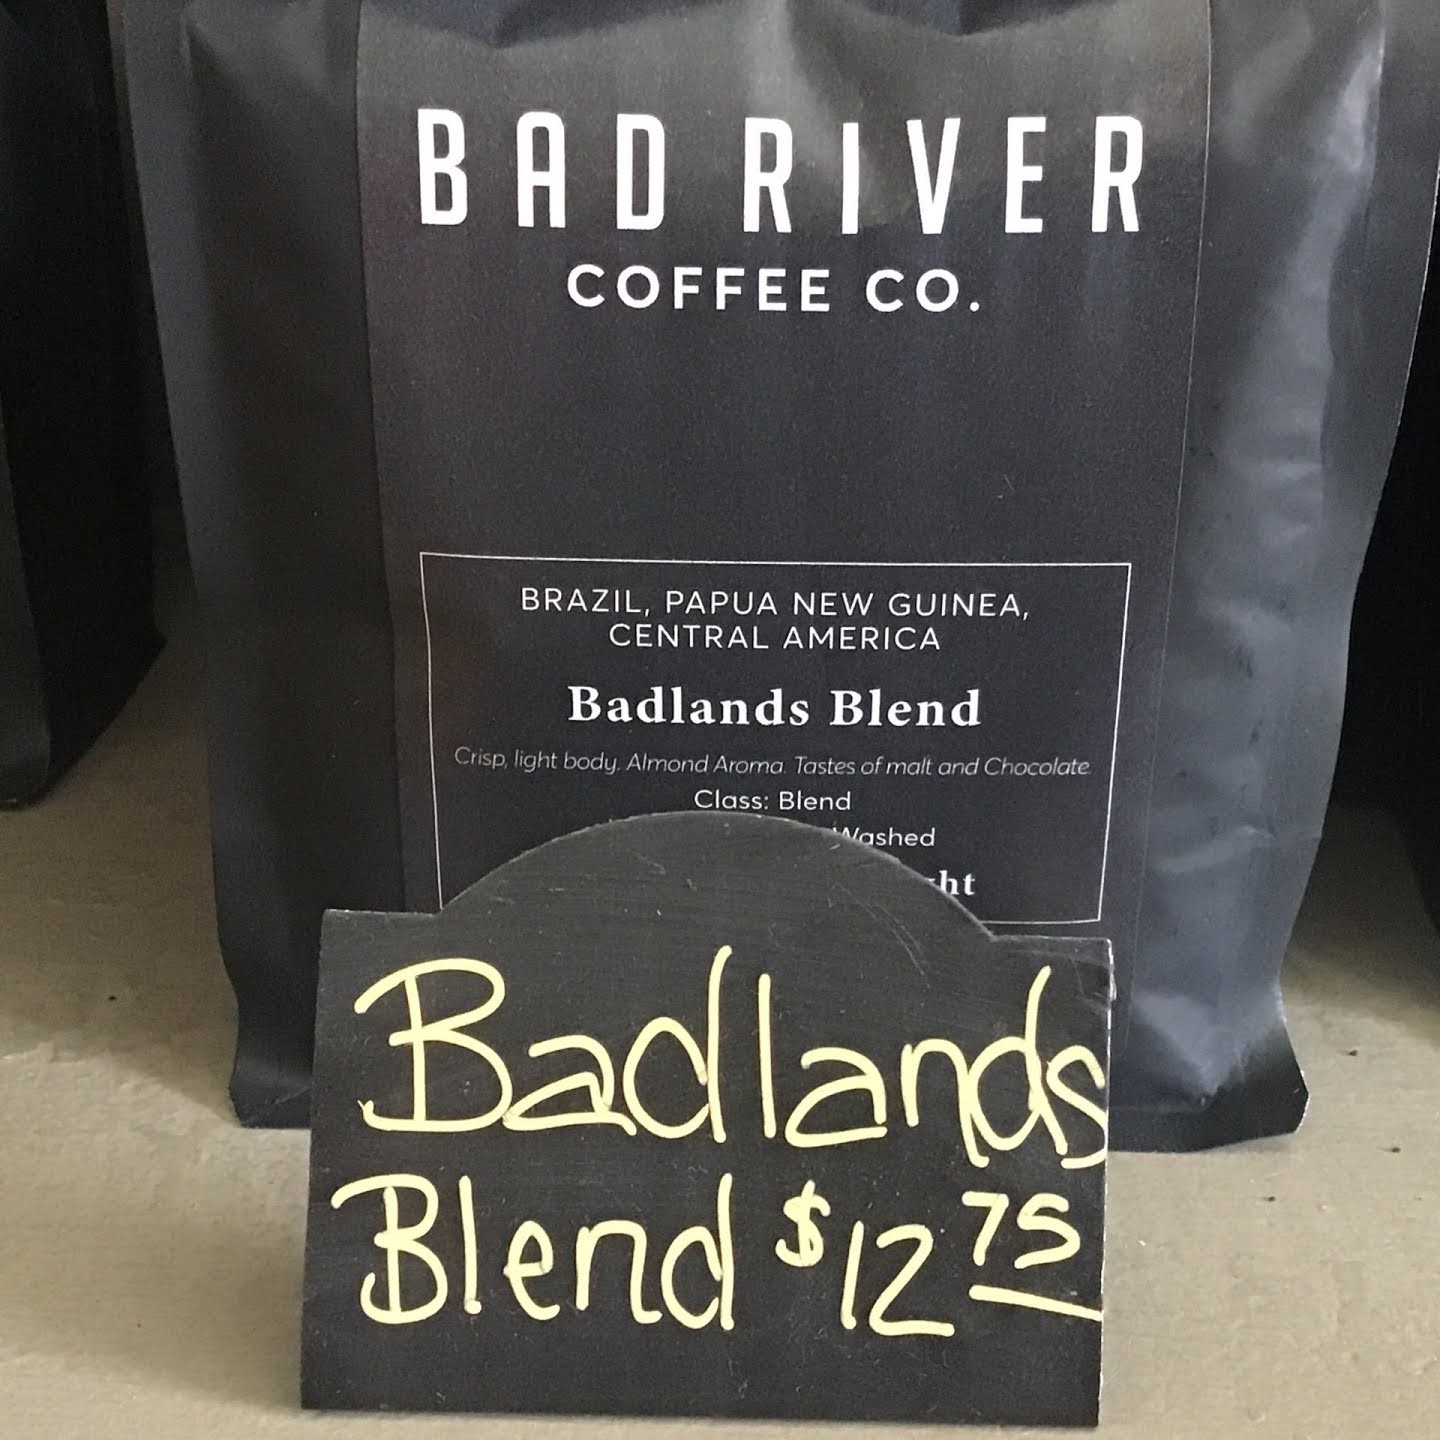 BAD RIVER
COFFEE CO.
BRAZIL, PAPUA NEW GUINEA,
CENTRAL AMERICA
Badlands Blend
Crisp, light body. Almond Aroma. Tastes of malt and Chocolate.
Class: Blend
Washed
Badlands
Blend $12 75